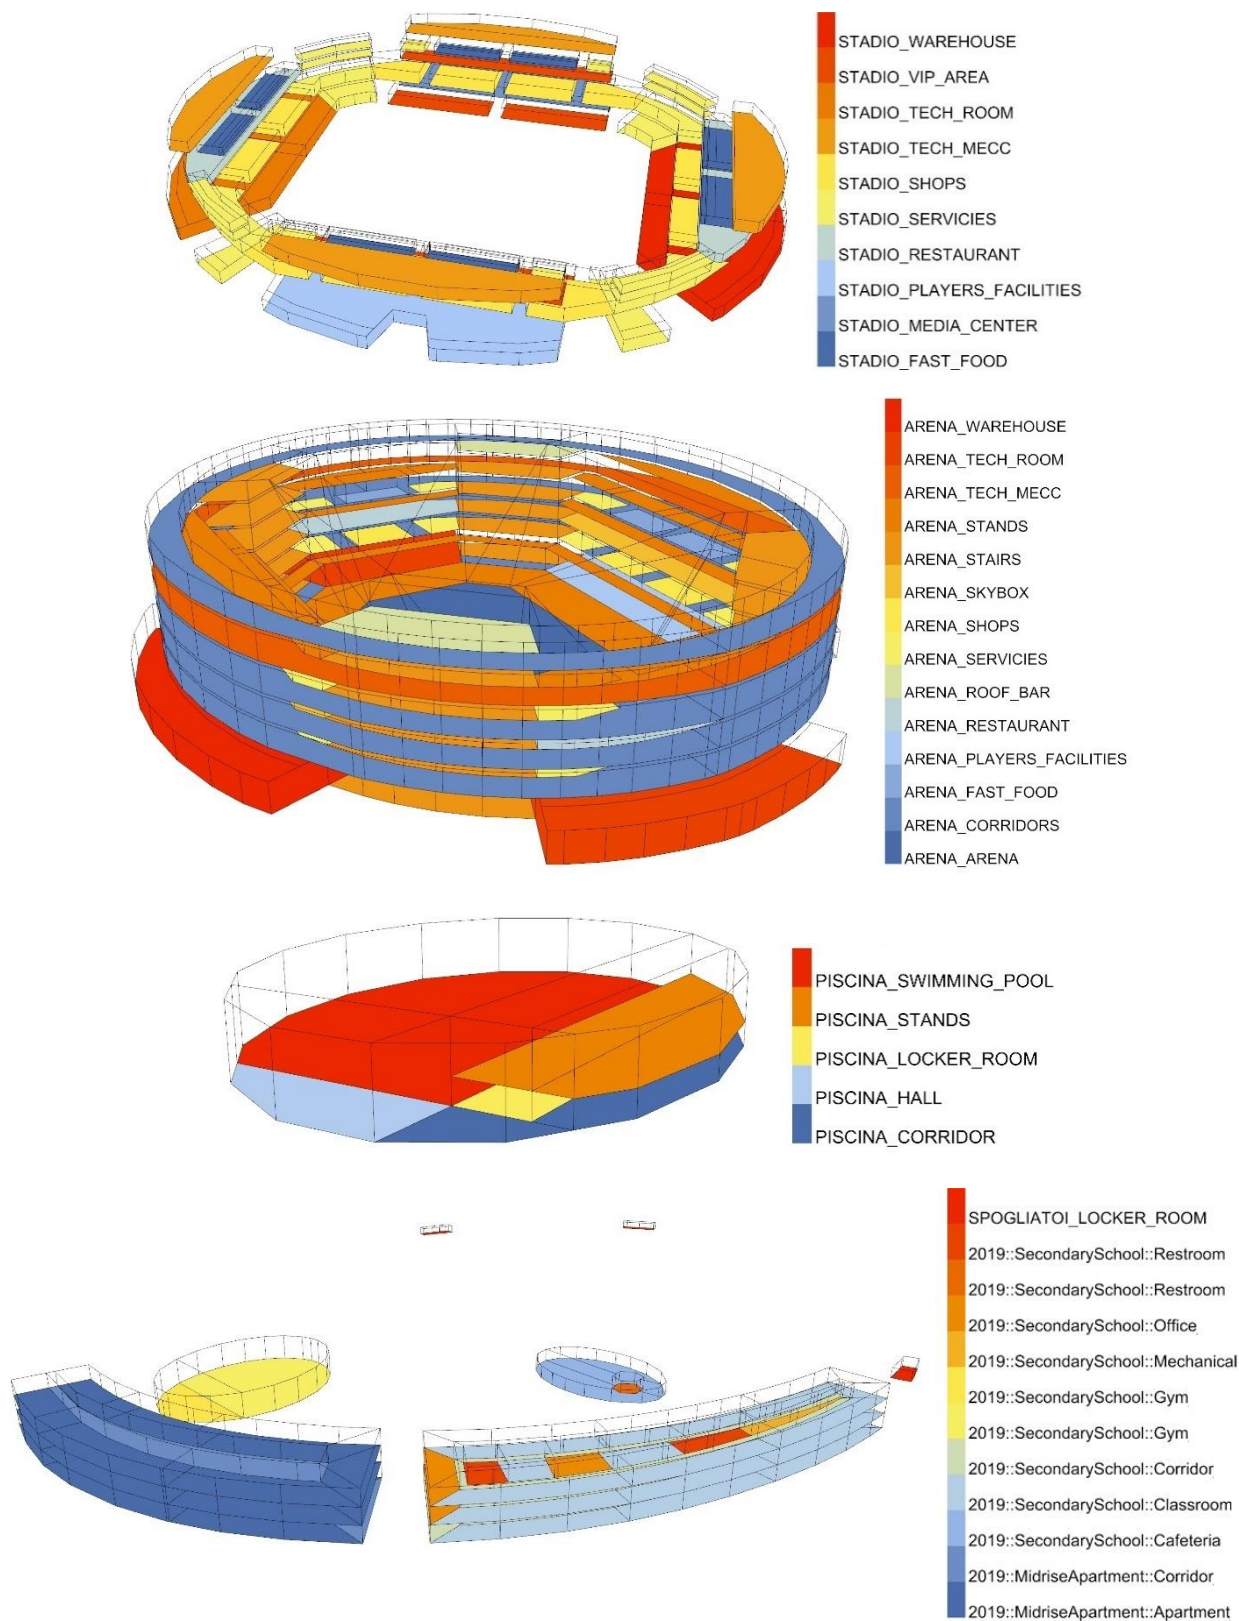 STADIO_WAREHOUSE
STADIO_VIP_AREA
STADIO_TECH_ROOM
STADIO_TECH_MECC
STADIO_SHOPS
STADIO_SERVICIES
STADIO_RESTAURANT
STADIO_PLAYERS_FACILITIES
STADIO_MEDIA_CENTER
STADIO_FAST_FOOD
ARENA_WAREHOUSE
ARENA_TECH_ROOM
ARENA_TECH_MECC
ARENA_STANDS
ARENA_STAIRS
ARENA_SKYBOX
ARENA_SHOPS
ARENA_SERVICIES
ARENA_ROOF_BAR
ARENA_RESTAURANT
ARENA_PLAYERS_FACILITIES
ARENA_FAST_FOOD
ARENA_CORRIDORS
ARENA_ARENA
PISCINA_SWIMMING_POOL
PISCINA_STANDS
PISCINA_LOCKER_ROOM
PISCINA_HALL
PISCINA_CORRIDOR
SPOGLIATOI_LOCKER_ROOM
2019::SecondarySchool::Restroom
2019::SecondarySchool::Restroom
2019::SecondarySchool::Office
2019::SecondarySchool::Mechanical
2019::SecondarySchool::Gym
2019::SecondarySchool::Gym
2019::SecondarySchool::Corridor
2019::SecondarySchool::Classroom
2019::SecondarySchool::Cafeteria
2019::MidriseApartment::Corridor
2019::MidriseApartment::Apartment